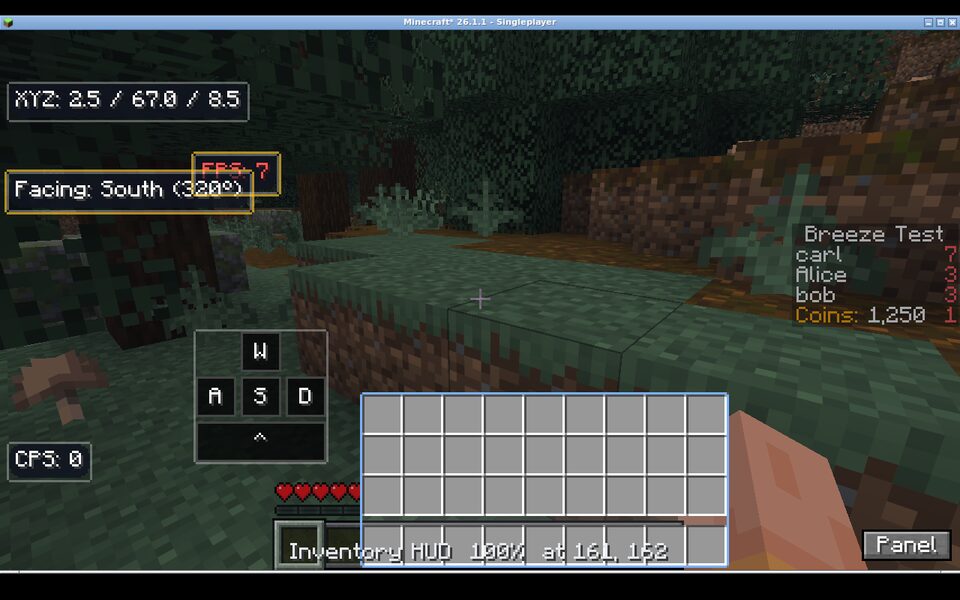 Minecraft* 26.1.1 - Singleplayer
XYZ: 2.5 / 67.0 / 8.5
FPS: 7
Facing: South (320°)
Breeze Test
carl 7
Alice 3
bob 3
Coins: 1,250 1
W
A S D
^
CPS: 0
Inventory HUD 100% at 161, 162
Panel